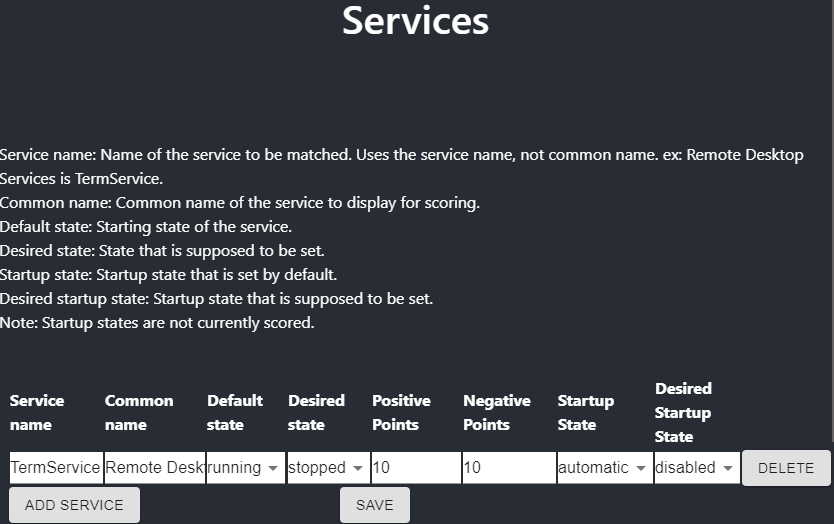 Services
Service name: Name of the service to be matched. Uses the service name, not common name. ex: Remote Desktop
Services is TermService.
Common name: Common name of the service to display for scoring.
Default state: Starting state of the service.
Desired state: State that is supposed to be set.
Startup state: Startup state that is set by default.
Desired startup state: Startup state that is supposed to be set.
Note: Startup states are not currently scored.
Service name
Common name
Default state
Desired state
Positive Points
Negative Points
Startup State
Desired Startup State
TermService Remote Desk running stopped 10 10 automatic disabled DELETE
ADD SERVICE SAVE